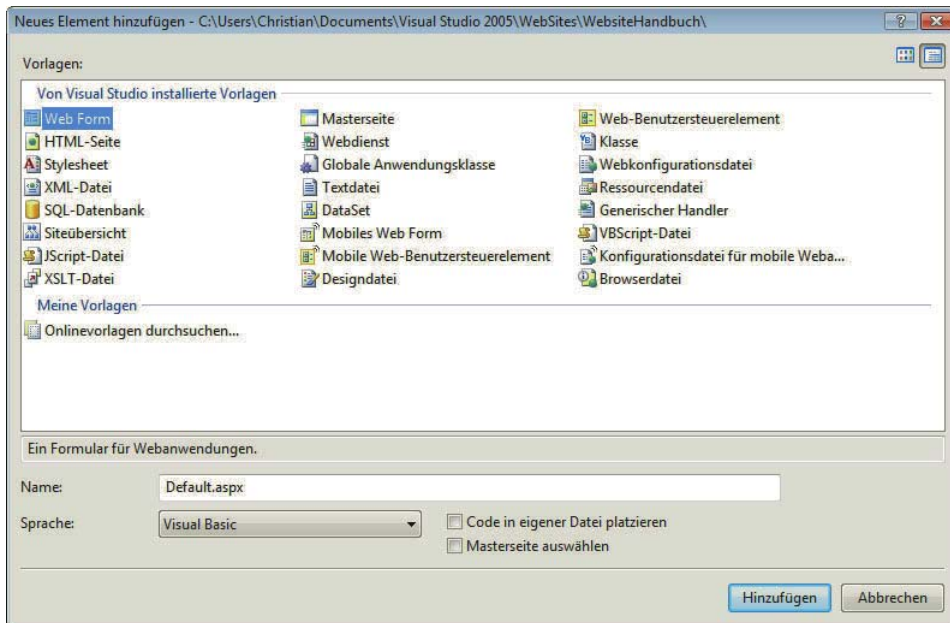 Neues Element hinzufügen - C:\Users\Christian\Documents\Visual Studio 2005\WebSites\WebsiteHandbuch\
Vorlagen:
Von Visual Studio installierte Vorlagen
Web Form
HTML-Seite
Stylesheet
XML-Datei
SQL-Datenbank
Siteübersicht
JScript-Datei
XSLT-Datei
Masterseite
Webdienst
Globale Anwendungsklasse
Textdatei
DataSet
Mobiles Web Form
Mobile Web-Benutzersteuerelement
Designdatei
Web-Benutzersteuerelement
Klasse
Webkonfigurationsdatei
Ressourcendatei
Generischer Handler
VBScript-Datei
Konfigurationsdatei für mobile Weba...
Browserdatei
Meine Vorlagen
Onlinevorlagen durchsuchen...
Ein Formular für Webanwendungen.
Name: Default.aspx
Sprache: Visual Basic
Code in eigener Datei platzieren
Masterseite auswählen
Hinzufügen Abbrechen